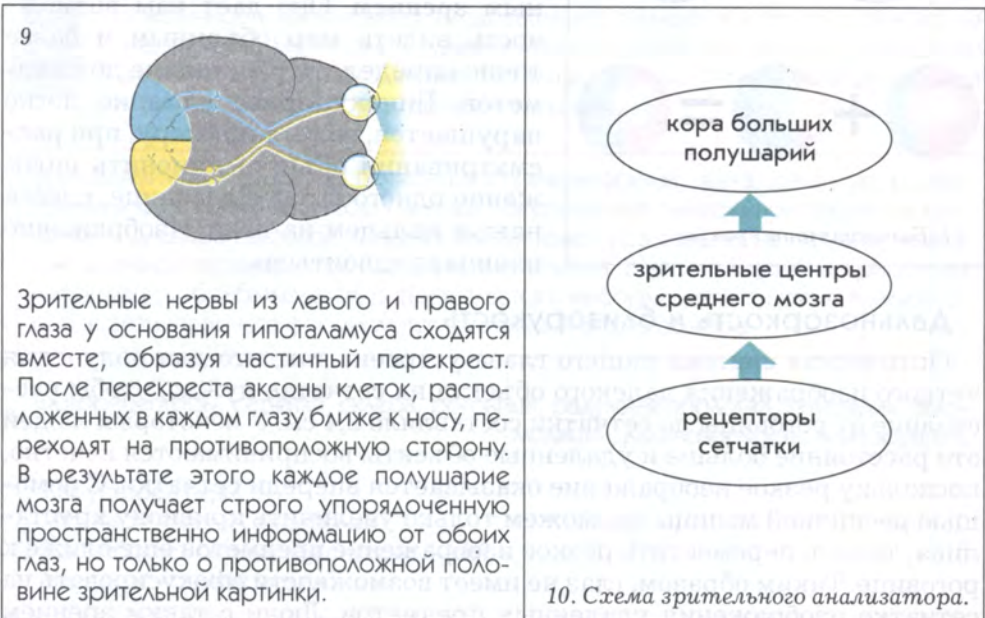 9
Зрительные нервы из левого и правого
глаза у основания гипоталамуса сходятся
вместе, образуя частичный перекрест.
После перекреста аксоны клеток, распо-
ложенных в каждом глазу ближе к носу, пе-
реходят на противоположную сторону.
В результате этого каждое полушарие
мозга получает строго упорядоченную
пространственно информацию от обоих
глаз, но только о противоположной поло-
вине зрительной картинки.
кора больших
полушарий
зрительные центры
среднего мозга
рецепторы
сетчатки
10. Схема зрительного анализатора.